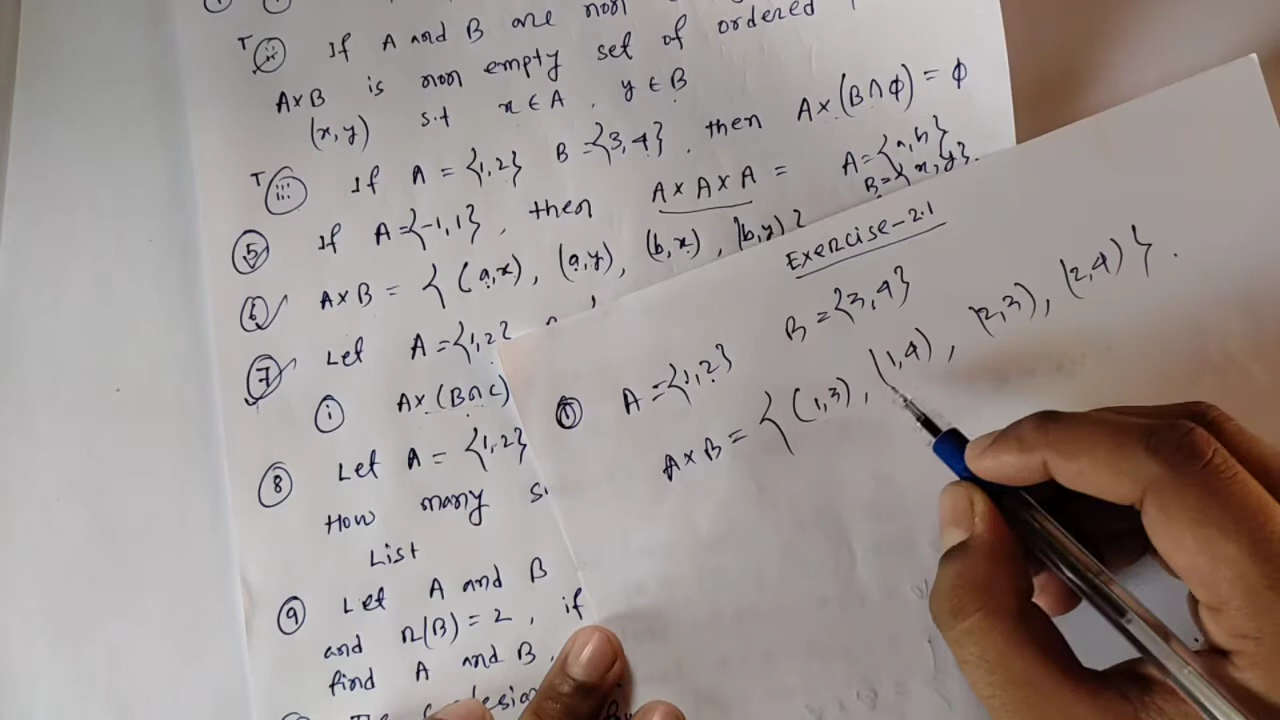 If A and B are non
A×B is non empty set of ordered
(x,y) s.t x∈A, y∈B
T (iii) If A = {1,2} B = {3,4}, then A×(B∩ϕ) = ϕ
(5) If A={-1,1}, then A×A×A = A={a,b}
B={x,y}.
(6) A×B = { (a,x), (a,y), (b,x), (b,y)}
(7) Let A={1,2}
(i) A×(B∩C)
(8) Let A = {1,2}
How many
List
(9) Let A and B
and n(B)=2, if
find A and B.
Exercise-2.1
A={1,2} B={3,4}
A×B = { (1,3), (1,4), (2,3), (2,4) }.